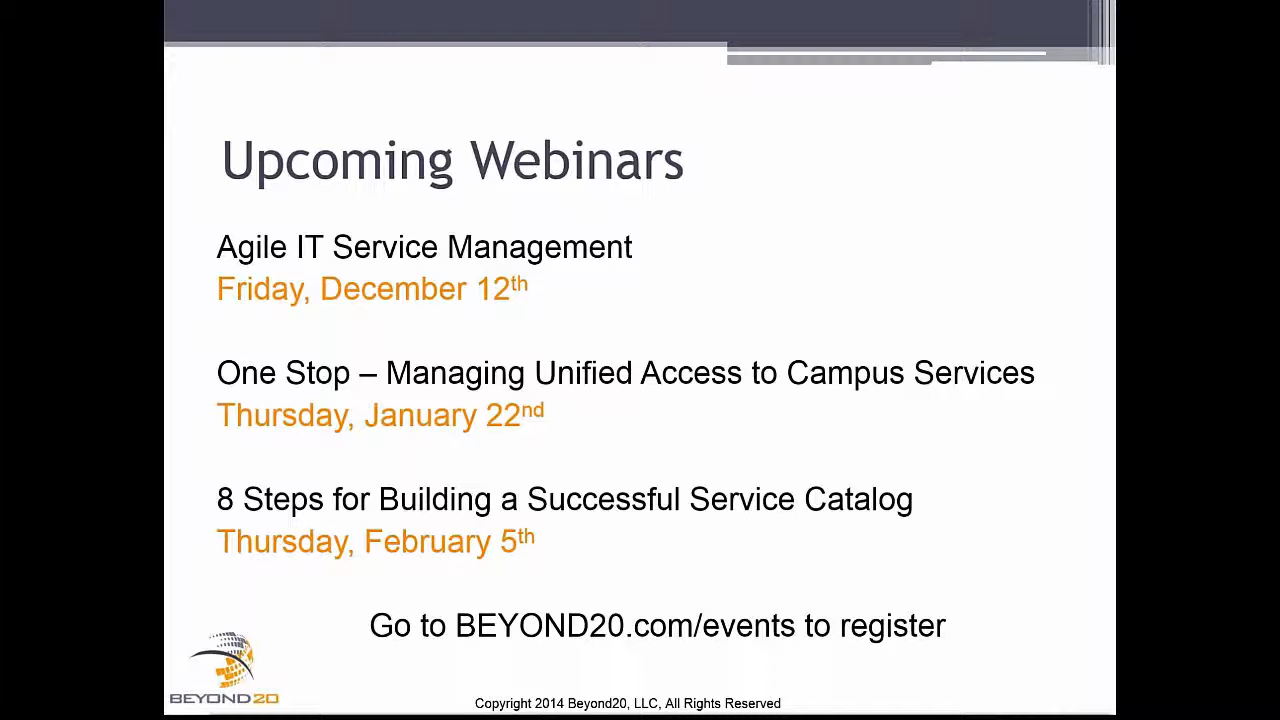 Upcoming Webinars
Agile IT Service Management
Friday, December 12th
One Stop – Managing Unified Access to Campus Services
Thursday, January 22nd
8 Steps for Building a Successful Service Catalog
Thursday, February 5th
Go to BEYOND20.com/events to register
BEYOND20
Copyright 2014 Beyond20, LLC, All Rights Reserved